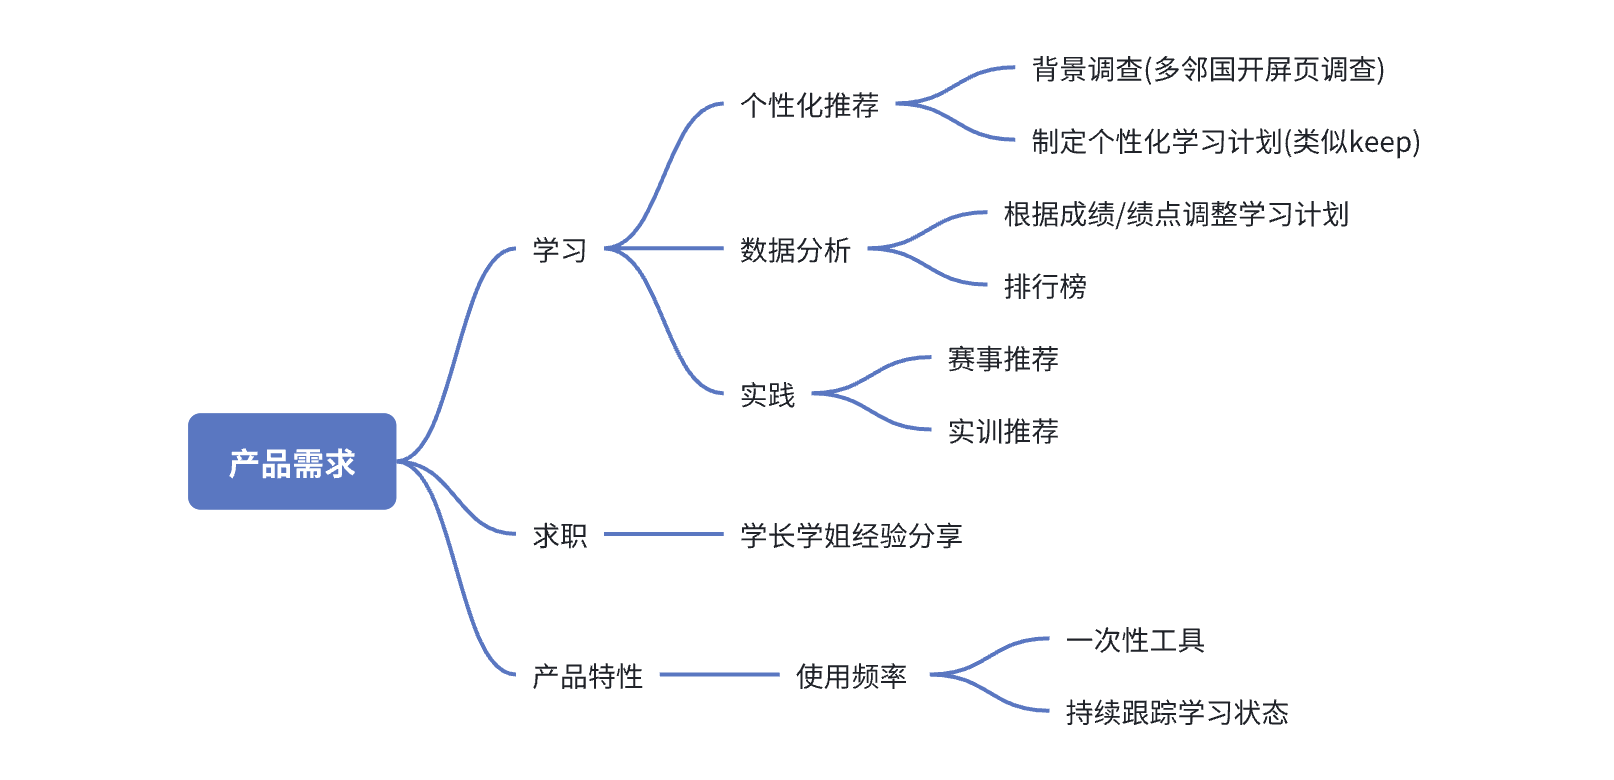 背景调查(多邻国开屏页调查)
个性化推荐
制定个性化学习计划(类似keep)
根据成绩/绩点调整学习计划
学习
数据分析
排行榜
赛事推荐
实践
实训推荐
产品需求
求职
学长学姐经验分享
一次性工具
产品特性
使用频率
持续跟踪学习状态